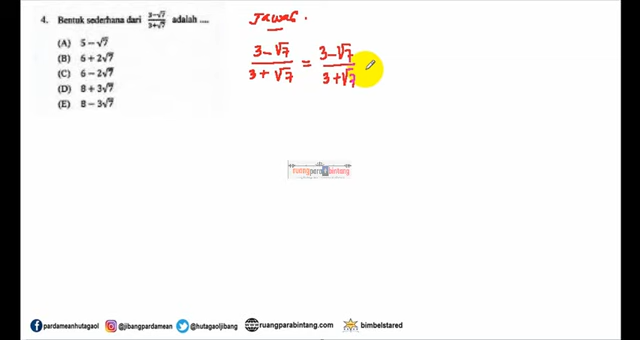 4. Bentuk sederhana dari (3-√7)/(3+√7) adalah ....
(A) 5 - √7
(B) 6 + 2√7
(C) 6 - 2√7
(D) 8 + 3√7
(E) 8 - 3√7
Jawab.
(3 - √7)/(3 + √7) = (3 - √7)/(3 + √7)
ruangparabintang
pardameanhutagaol @jibangpardamean @hutagaoljibang ruangparabintang.com bimbelstared